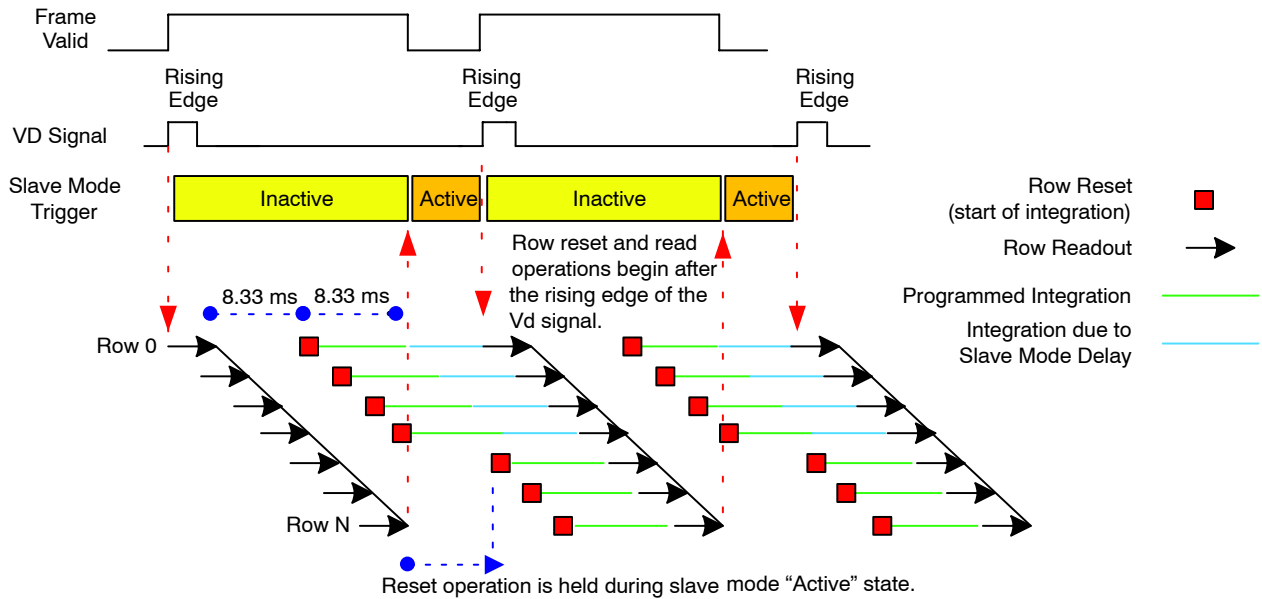 Frame
Valid
Rising
Edge
Rising
Edge
Rising
Edge
VD Signal
Slave Mode
Trigger
Inactive
Active
Inactive
Active
Row Reset
(start of integration)
Row Readout
Programmed Integration
Integration due to
Slave Mode Delay
Row reset and read
operations begin after
the rising edge of the
Vd signal.
8.33 ms
8.33 ms
Row 0
Row N
Reset operation is held during slave mode “Active” state.